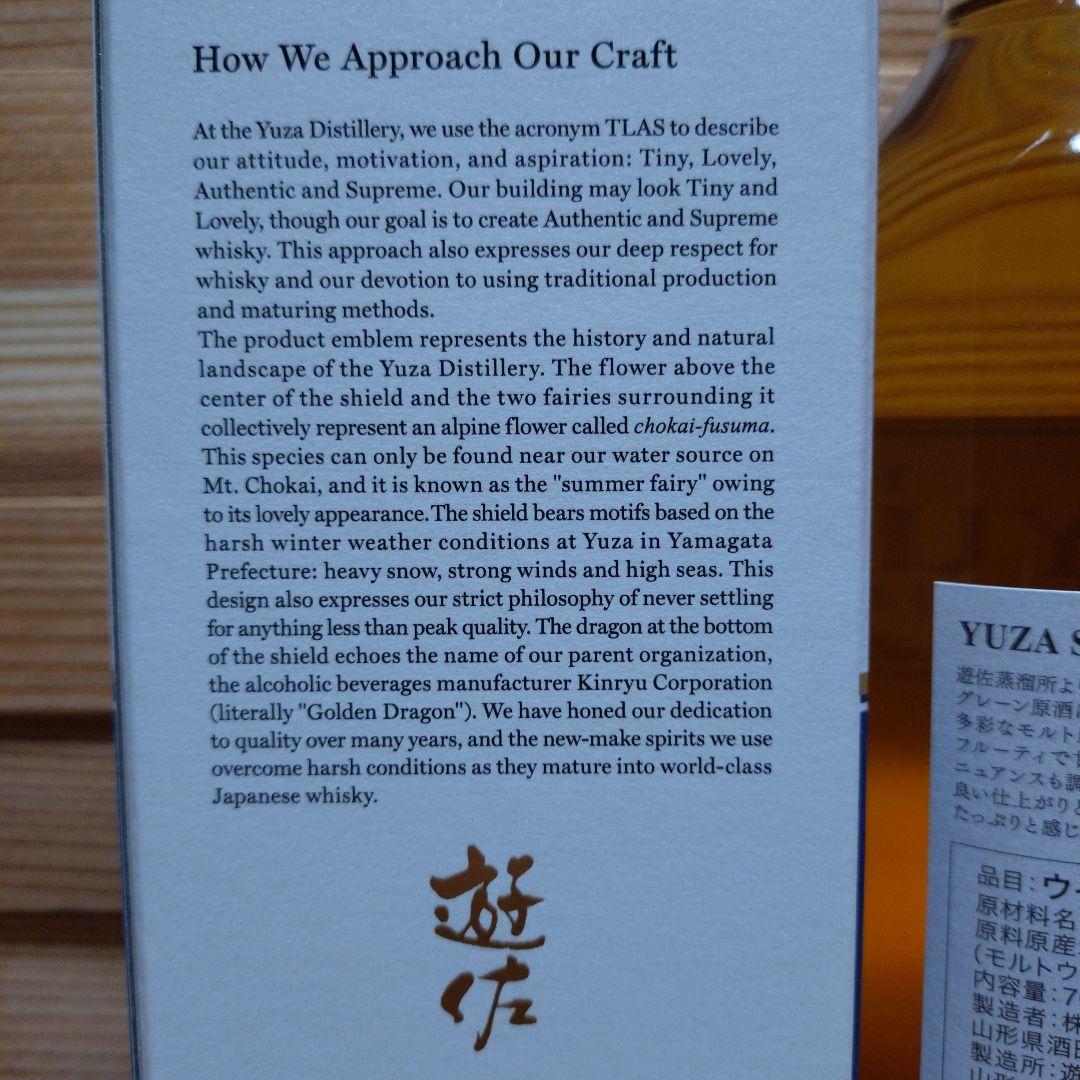 How We Approach Our Craft
At the Yuza Distillery, we use the acronym TLAS to describe
our attitude, motivation, and aspiration: Tiny, Lovely,
Authentic and Supreme. Our building may look Tiny and
Lovely, though our goal is to create Authentic and Supreme
whisky. This approach also expresses our deep respect for
whisky and our devotion to using traditional production
and maturing methods.
The product emblem represents the history and natural
landscape of the Yuza Distillery. The flower above the
center of the shield and the two fairies surrounding it
collectively represent an alpine flower called chokai-fusuma.
This species can only be found near our water source on
Mt. Chokai, and it is known as the "summer fairy" owing
to its lovely appearance. The shield bears motifs based on the
harsh winter weather conditions at Yuza in Yamagata
Prefecture: heavy snow, strong winds and high seas. This
design also expresses our strict philosophy of never settling
for anything less than peak quality. The dragon at the bottom
of the shield echoes the name of our parent organization,
the alcoholic beverages manufacturer Kinryu Corporation
(literally "Golden Dragon"). We have honed our dedication
to quality over many years, and the new-make spirits we use
overcome harsh conditions as they mature into world-class
Japanese whisky.
遊佐
YUZA S
遊佐蒸溜所よ
グレーン原酒
多彩なモルト
フルーティで
ニュアンスも調
良い仕上がりと
たっぷりと感じ
品目：ウイ
原材料名
原料原産
(モルトウ
内容量：7
製造者：株
山形県酒田
製造所：遊
山形